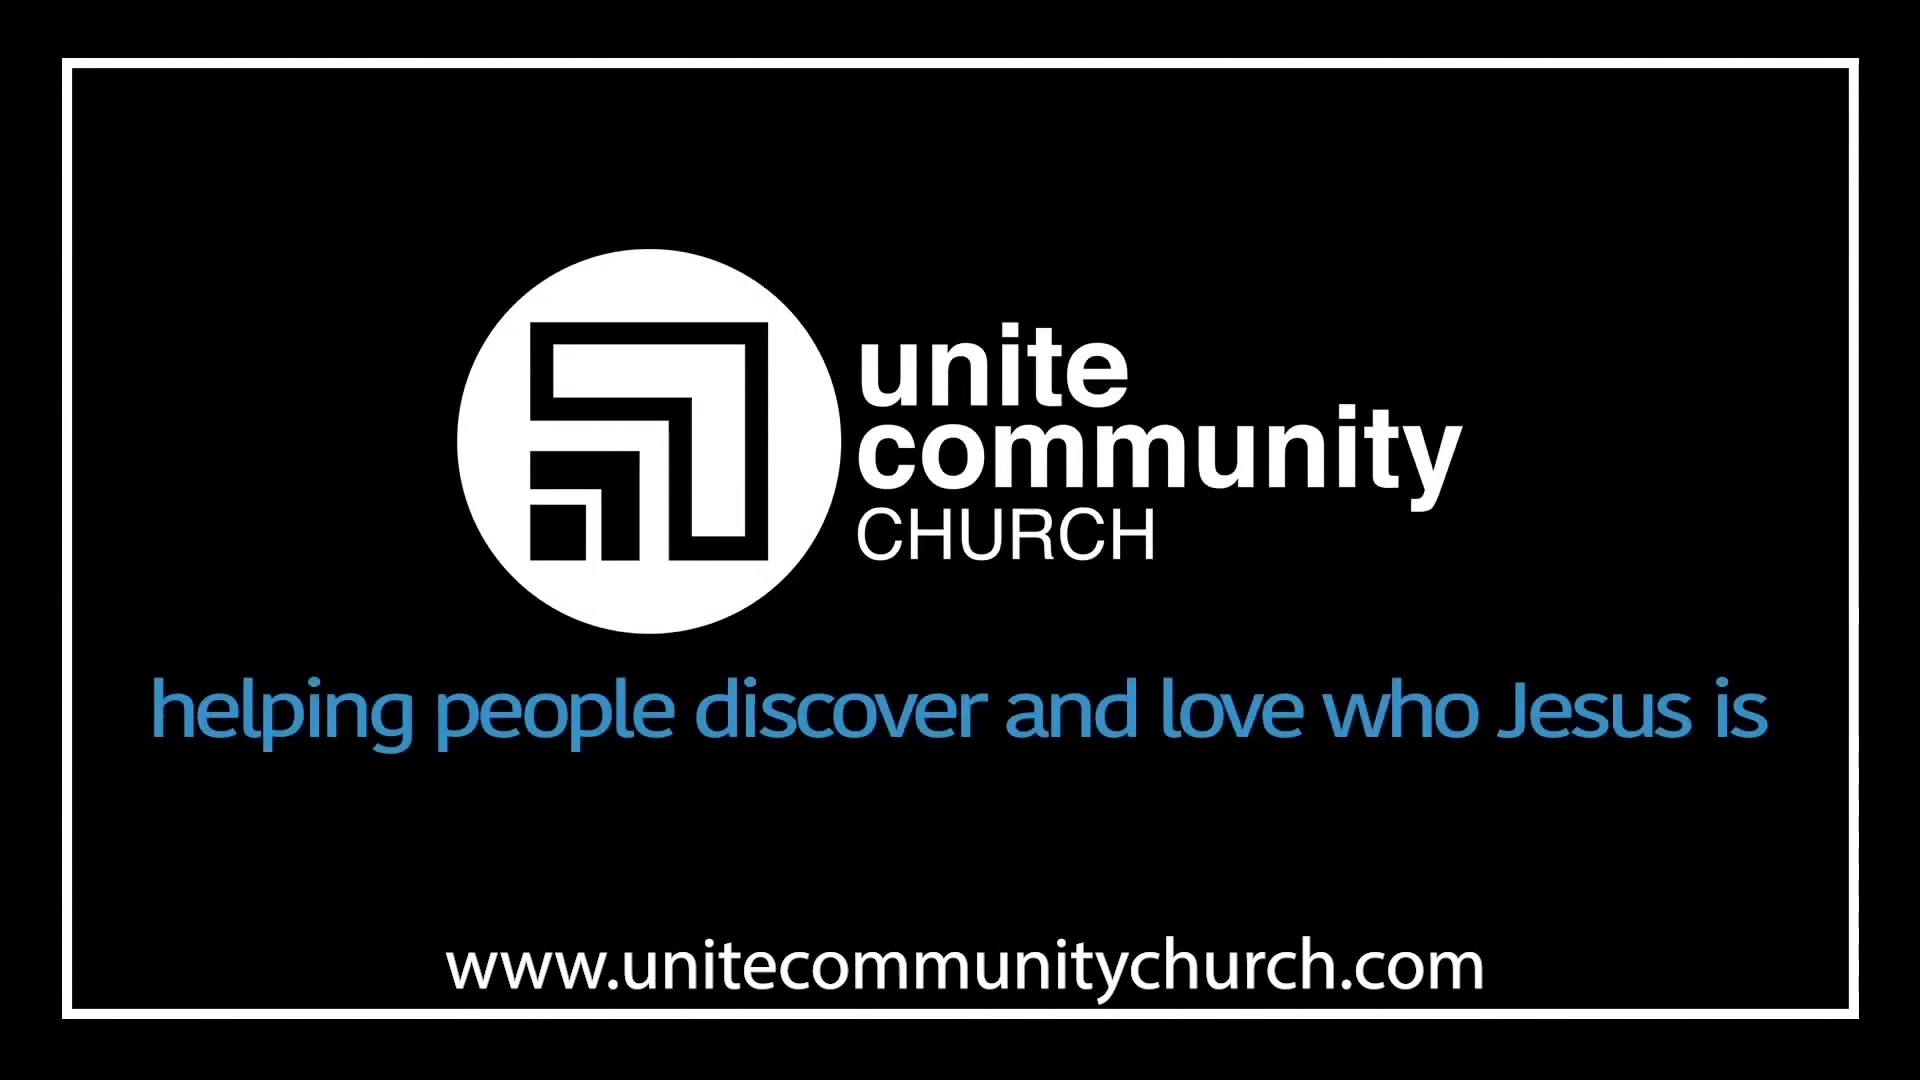 unite
community
CHURCH
helping people discover and love who Jesus is
www.unitecommunitychurch.com